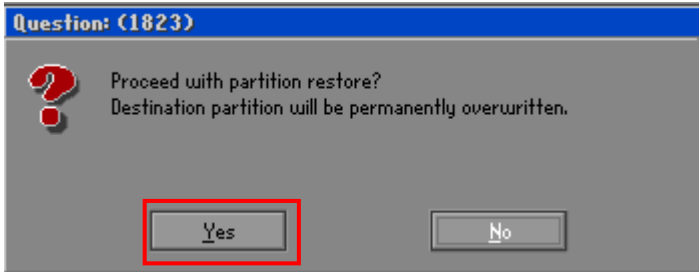 Question: (1823)
Proceed with partition restore?
Destination partition will be permanently overwritten.
Yes
No